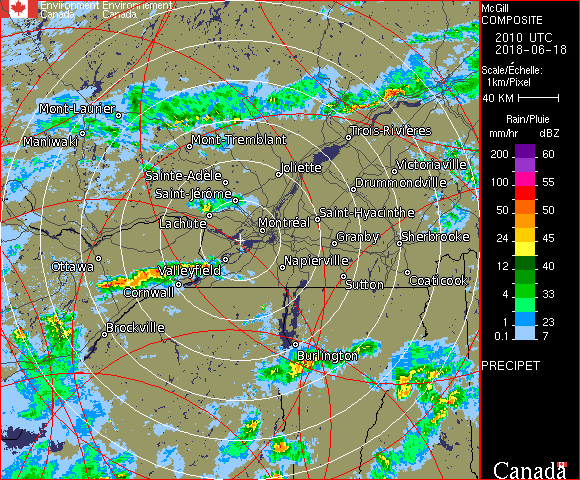 Environment Environnement
Canada Canada
McGill
COMPOSITE
2010 UTC
2018-06-18
Scale/Échelle:
1km/Pixel
40 KM
Rain/Pluie
mm/hr dBZ
200 60
100 55
50 50
24 45
12 40
4 33
2 23
0.1 7
PRECIPET
Canada
Mont-Laurier
Maniwaki
Mont-Tremblant
Trois-Rivières
Joliette
Victoriaville
Sainte-Adèle
Drummondville
Saint-Jérôme
Lachute
Saint-Hyacinthe
Montréal
Granby
Sherbrooke
Ottawa
Valleyfield
Napierville
Cornwall
Sutton
Coaticook
Brockville
Burlington